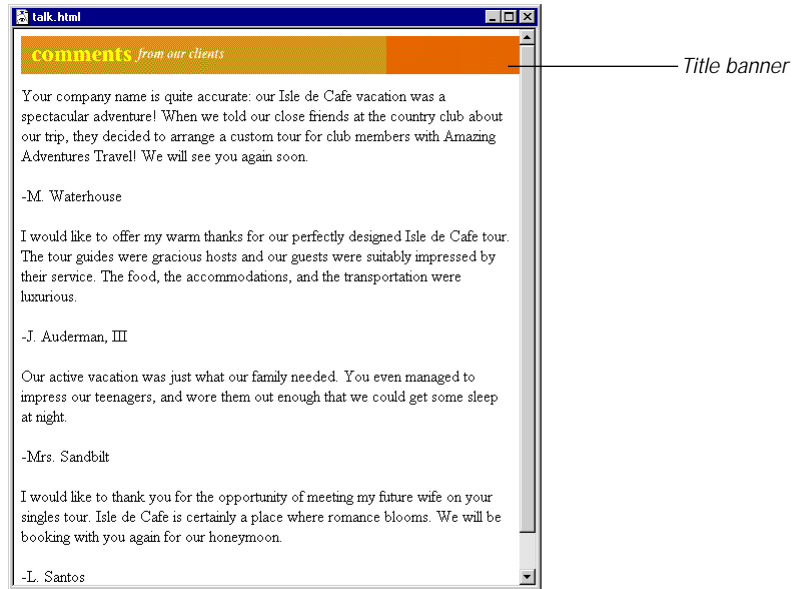 talk.html
comments from our clients
Title banner
Your company name is quite accurate: our Isle de Cafe vacation was a
spectacular adventure! When we told our close friends at the country club about
our trip, they decided to arrange a custom tour for club members with Amazing
Adventures Travel! We will see you again soon.
-M. Waterhouse
I would like to offer my warm thanks for our perfectly designed Isle de Cafe tour.
The tour guides were gracious hosts and our guests were suitably impressed by
their service. The food, the accommodations, and the transportation were
luxurious.
-J. Auderman, III
Our active vacation was just what our family needed. You even managed to
impress our teenagers, and wore them out enough that we could get some sleep
at night.
-Mrs. Sandbilt
I would like to thank you for the opportunity of meeting my future wife on your
singles tour. Isle de Cafe is certainly a place where romance blooms. We will be
booking with you again for our honeymoon.
-L. Santos